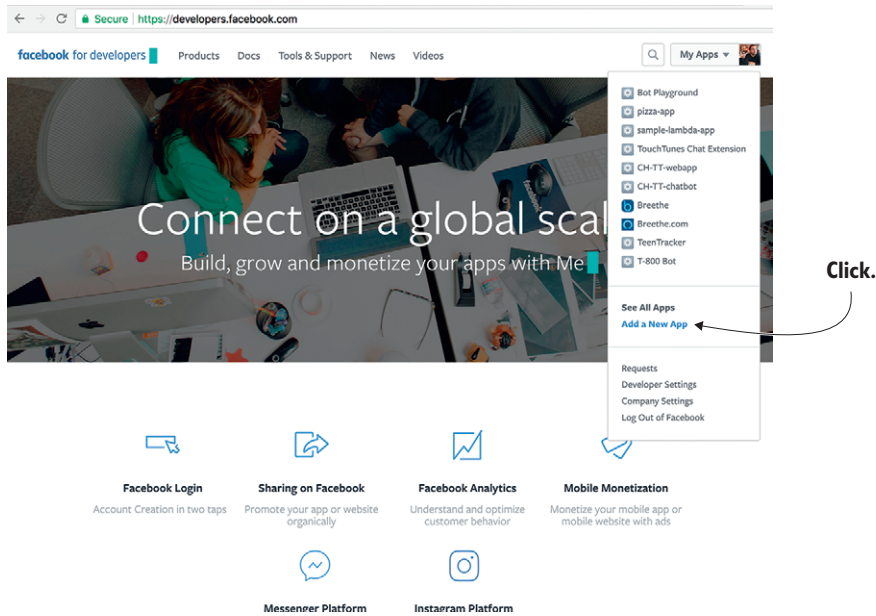 Secure https://developers.facebook.com
facebook for developers
Products Docs Tools & Support News Videos
My Apps
Bot Playground
pizza-app
sample-lambda-app
TouchTunes Chat Extension
CH-TT-webapp
CH-TT-chatbot
Breethe
Breethe.com
TeenTracker
T-800 Bot
See All Apps
Add a New App
Requests
Developer Settings
Company Settings
Log Out of Facebook
Click.
Connect on a global scal
Build, grow and monetize your apps with Me
Facebook Login
Account Creation in two taps
Sharing on Facebook
Promote your app or website
organically
Facebook Analytics
Understand and optimize
customer behavior
Mobile Monetization
Monetize your mobile app or
mobile website with ads
Messenger Platform
Instagram Platform